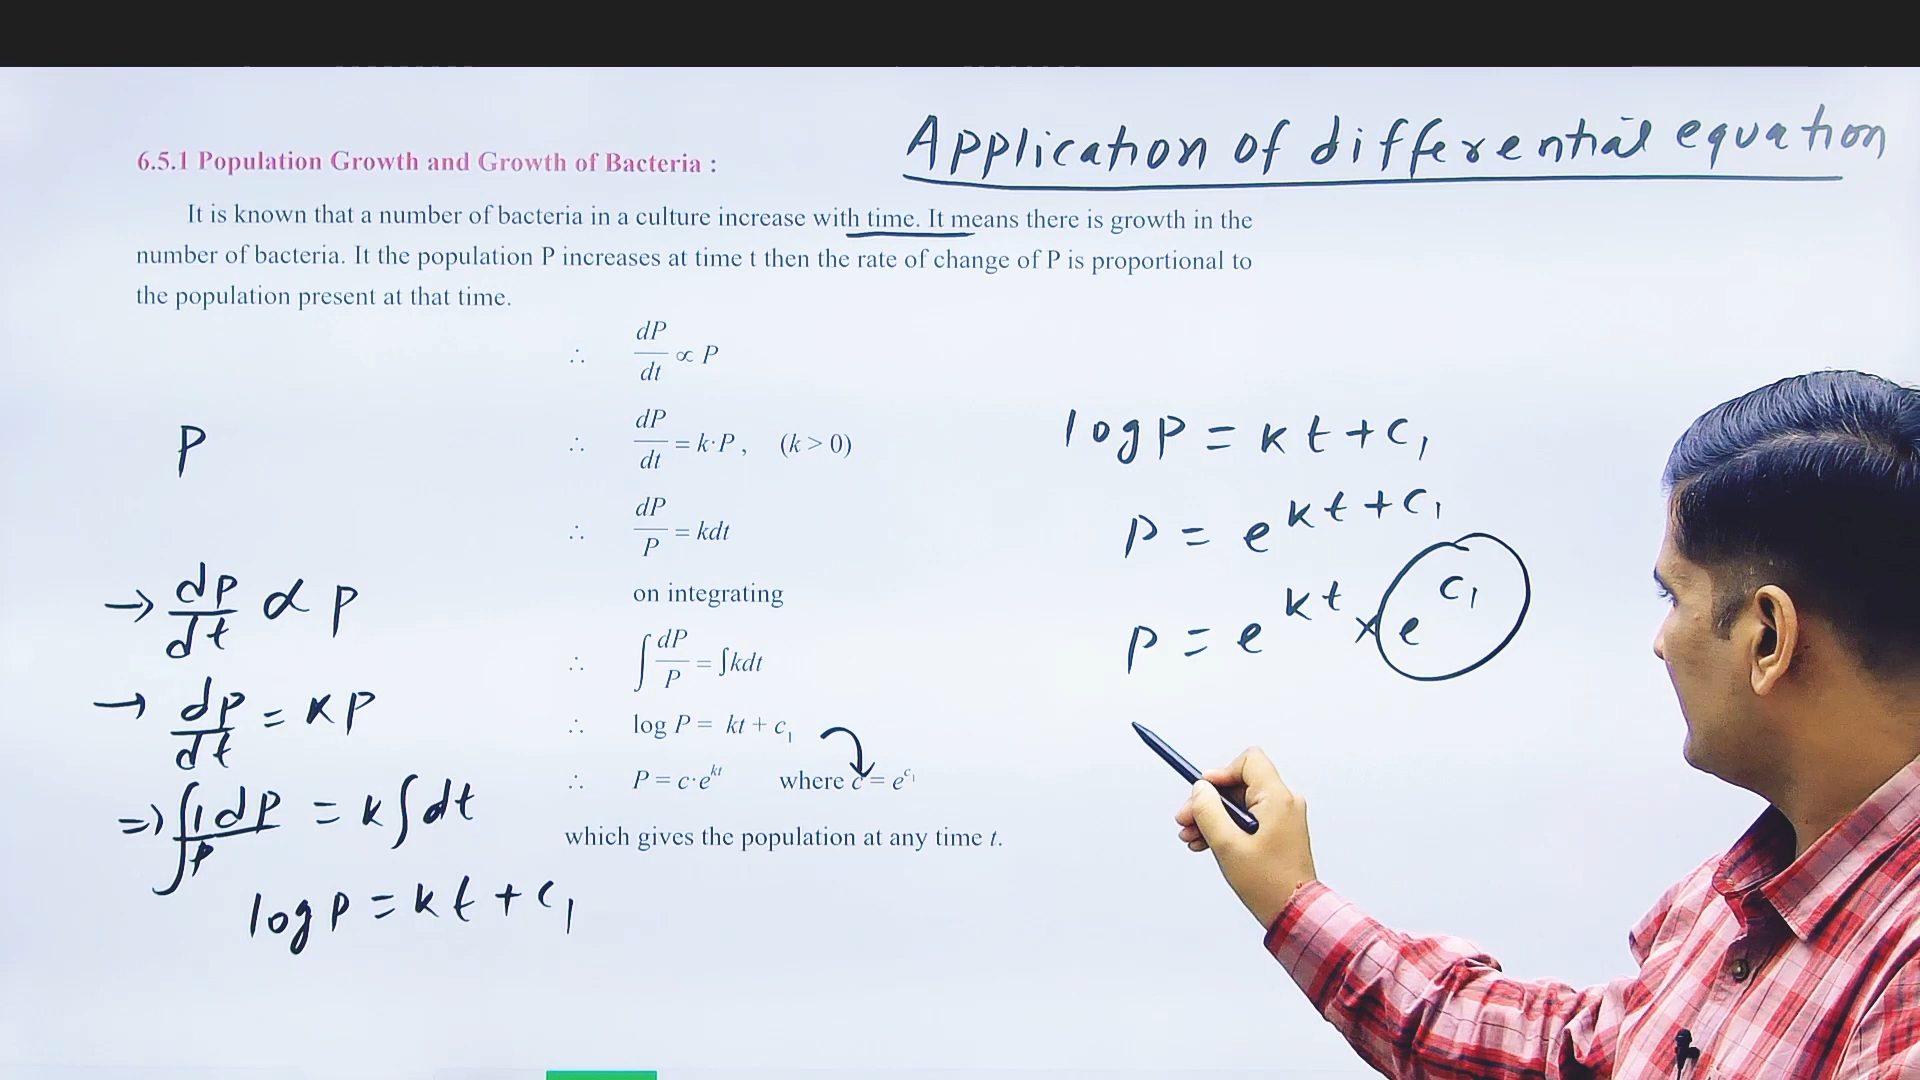 Application of differential equation
6.5.1 Population Growth and Growth of Bacteria :
It is known that a number of bacteria in a culture increase with time. It means there is growth in the
number of bacteria. It the population P increases at time t then the rate of change of P is proportional to
the population present at that time.
∴ dP/dt ∝ P
∴ dP/dt = k·P , (k > 0)
∴ dP/P = kdt
on integrating
∴ ∫ dP/P = ∫kdt
∴ log P = kt + c₁
∴ P = c·e^kt where c = e^c₁
which gives the population at any time t.
P
→ dp/dt ∝ p
→ dp/dt = kp
⇒ ∫ 1/p dp = k∫dt
log p = kt + c₁
log p = kt + c₁
p = e^(kt + c₁)
p = e^kt × e^c₁